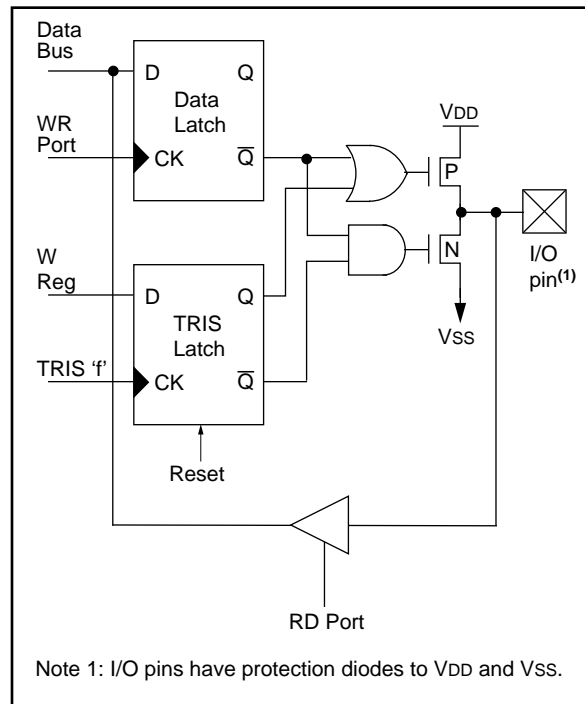 Data
Bus
D
Q
Data
Latch
WR
Port
CK
Q̅
VDD
P
W
Reg
N
I/O
pin(1)
D
Q
TRIS
Latch
VSS
TRIS 'f'
CK
Q̅
Reset
RD Port
Note 1: I/O pins have protection diodes to VDD and VSS.